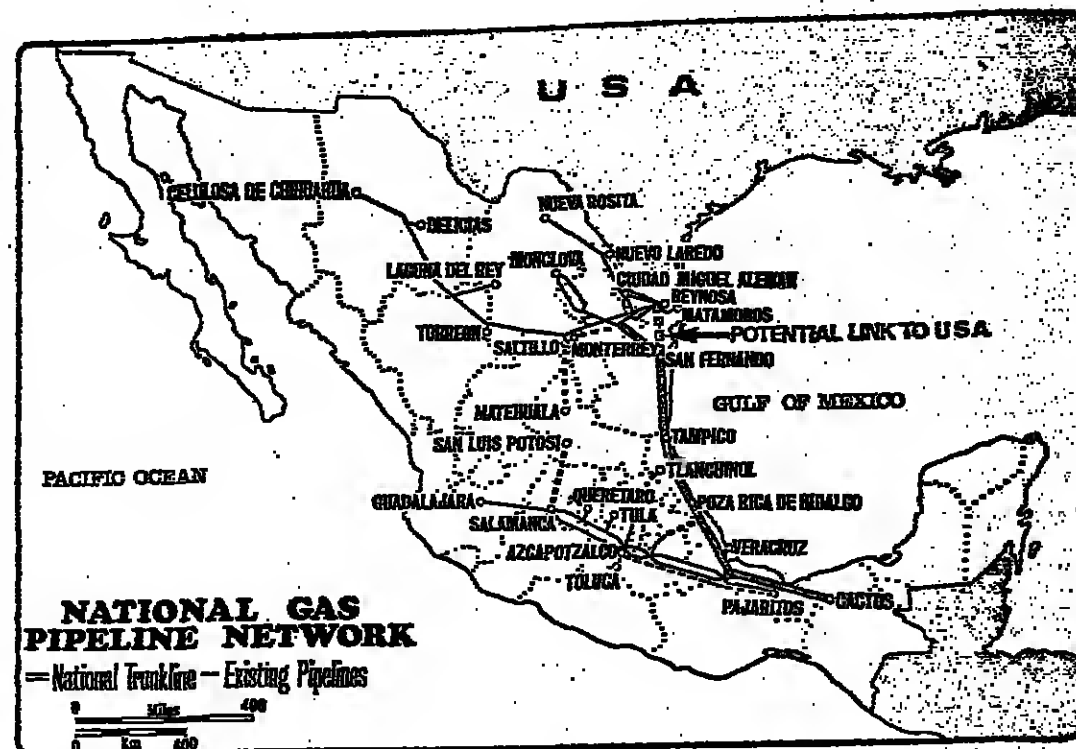 U S A
CELULOSA DE CHIHUAHUA
DELICIAS
NUEVA ROSITA
NUEVO LAREDO
LAGUNA DEL REY
MONCLOVA
CIUDAD MIGUEL ALEMAN
REYNOSA
MATAMOROS
POTENTIAL LINK TO USA
TORREON
SALTILLO
MONTERREY
SAN FERNANDO
GULF OF MEXICO
MATEHUALA
TAMPICO
SAN LUIS POTOSI
TLANCUINOL
PACIFIC OCEAN
GUADALAJARA
QUERETARO
POZA RICA DE HIDALGO
SALAMANCA
TULA
AZCAPOTZALCO
VERACRUZ
TOLUCA
PAJARITOS
CACTUS
NATIONAL GAS
PIPELINE NETWORK
National Trunkline — Existing Pipelines
0 Miles 400
0 Km 400